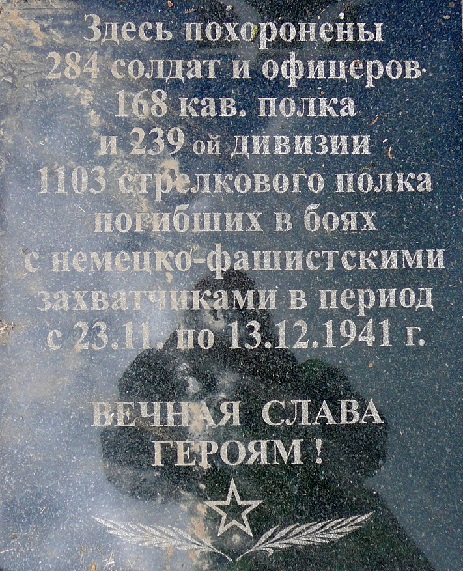 Здесь похоронены
284 солдат и офицеров
168 кав. полка
и 239 ой дивизии
1103 стрелкового полка
погибших в боях
с немецко-фашистскими
захватчиками в период
с 23.11. по 13.12.1941 г.
ВЕЧНАЯ СЛАВА
ГЕРОЯМ !